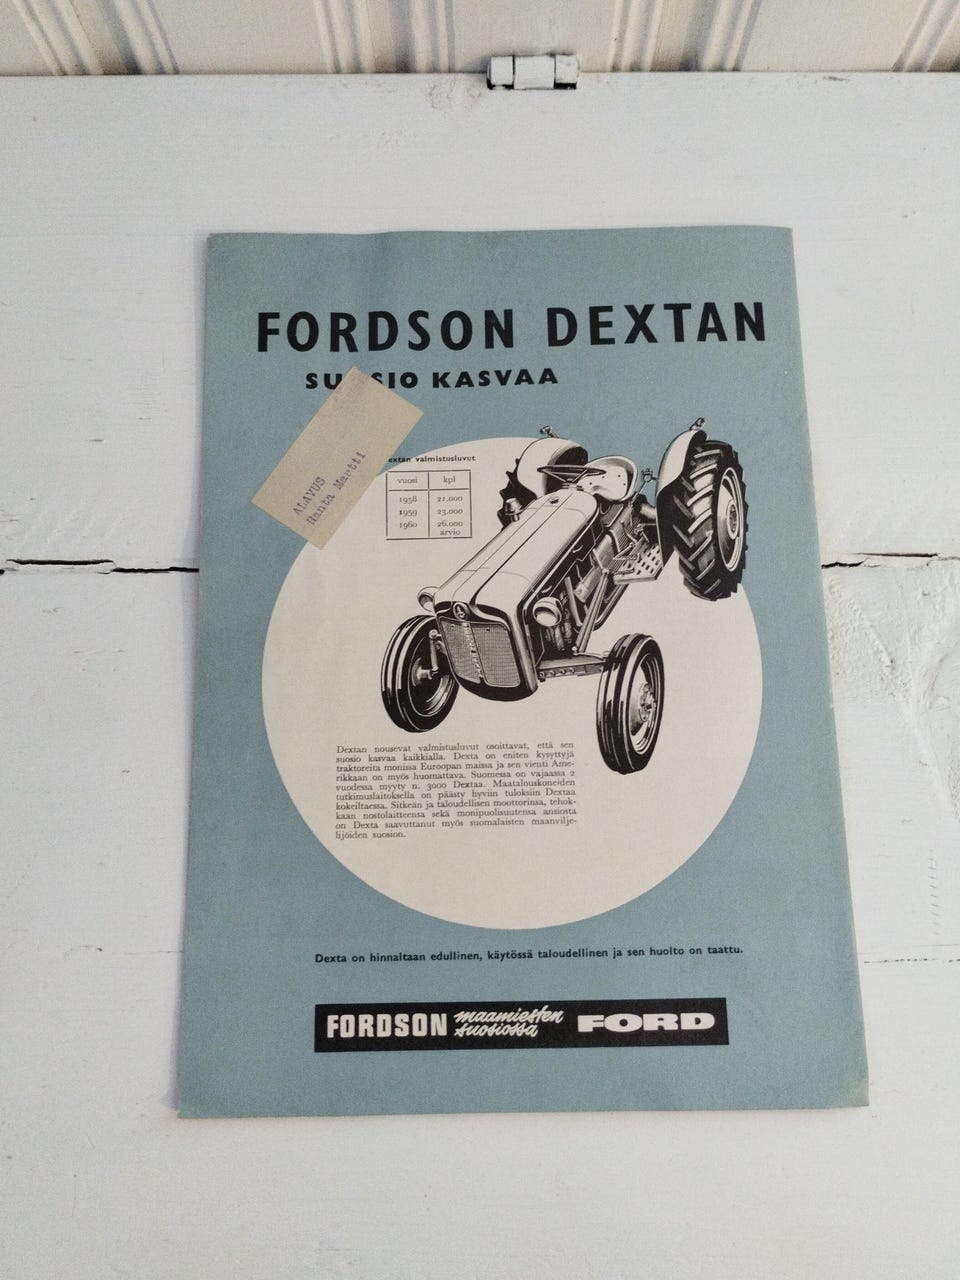 FORDSON DEXTAN
SU SIO KASVAA
ALAVUS
Ranta Martti
extan valmistusluvut
vuosi kpl
1958 21.000
1959 23.000
1960 26.000
arvio
Dextan nousevat valmistusluvut osoittavat, että sen
suosio kasvaa kaikkialla. Dexta on eniten kysyttyjä
traktoreita monissa Euroopan maissa ja sen vienti Ame-
rikkaan on myös huomattava. Suomessa on vajaassa 2
vuodessa myyty n. 3000 Dextaa. Maatalouskoneiden
tutkimuslaitoksella on päästy hyviin tuloksiin Dextaa
kokeiltaessa. Sitkeän ja taloudellisen moottorinsa, tehok-
kaan nostolaitteensa sekä monipuolisuutensa ansiosta
on Dexta saavuttanut myös suomalaisten maanvilje-
lijöiden suosion.
Dexta on hinnaltaan edullinen, käytössä taloudellinen ja sen huolto on taattu.
FORDSON maamiesten suosiossa FORD